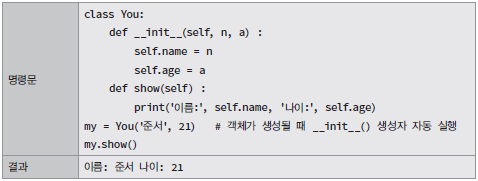 명령문
class You:
    def __init__(self, n, a) :
        self.name = n
        self.age = a
    def show(self) :
        print('이름:', self.name, '나이:', self.age)
my = You('준서', 21)   # 객체가 생성될 때 __init__() 생성자 자동 실행
my.show()
결과
이름: 준서 나이: 21